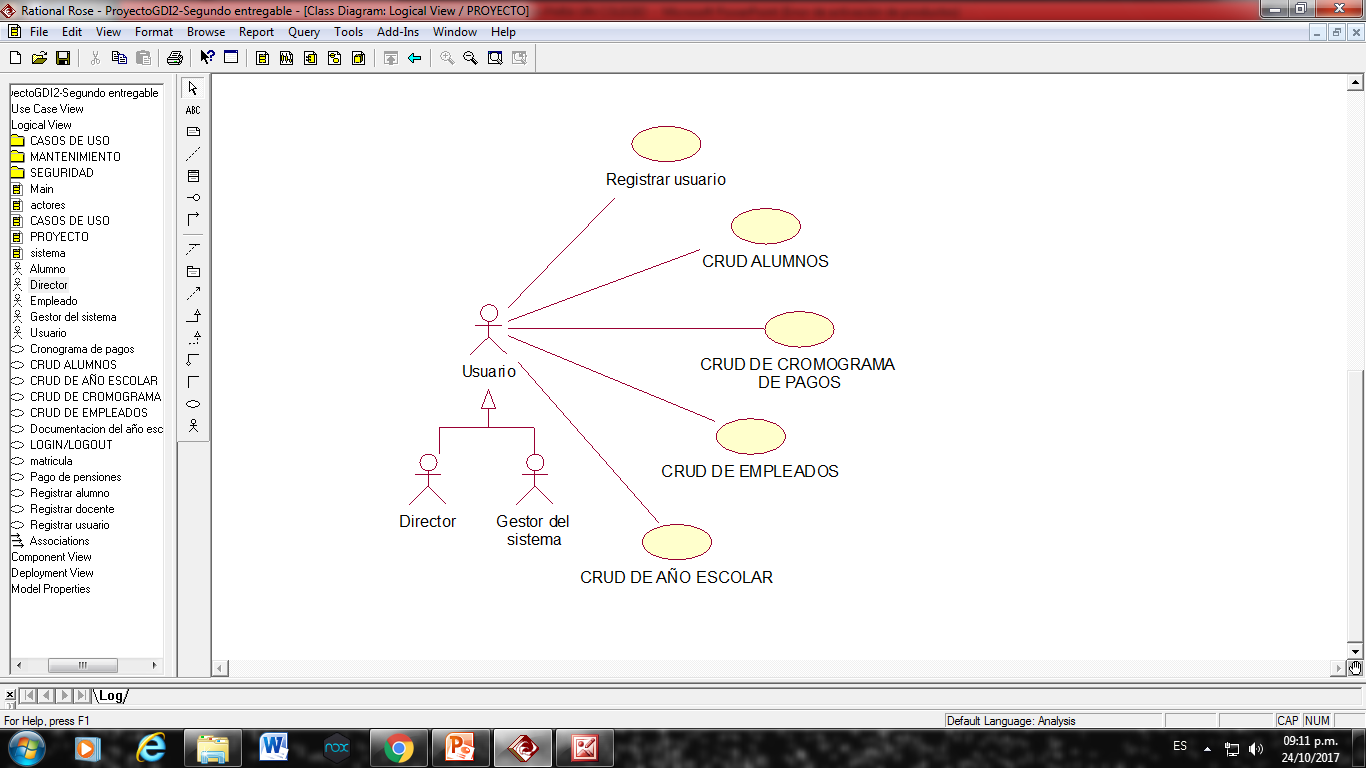 Rational Rose - ProyectoGDI2-Segundo entregable - [Class Diagram: Logical View / PROYECTO]
File Edit View Format Browse Report Query Tools Add-Ins Window Help
ABC
yectoGDI2-Segundo entregable
Use Case View
Logical View
CASOS DE USO
MANTENIMIENTO
SEGURIDAD
Main
actores
CASOS DE USO
PROYECTO
sistema
Alumno
Director
Empleado
Gestor del sistema
Usuario
Cronograma de pagos
CRUD ALUMNOS
CRUD DE AÑO ESCOLAR
CRUD DE CROMOGRAMA
CRUD DE EMPLEADOS
Documentacion del año esc
LOGIN/LOGOUT
matricula
Pago de pensiones
Registrar alumno
Registrar docente
Registrar usuario
Associations
Component View
Deployment View
Model Properties
Registrar usuario
CRUD ALUMNOS
CRUD DE CROMOGRAMA
DE PAGOS
Usuario
CRUD DE EMPLEADOS
Director
Gestor del
sistema
CRUD DE AÑO ESCOLAR
Log
For Help, press F1
Default Language: Analysis
CAP NUM
nox
ES
09:11 p.m.
24/10/2017